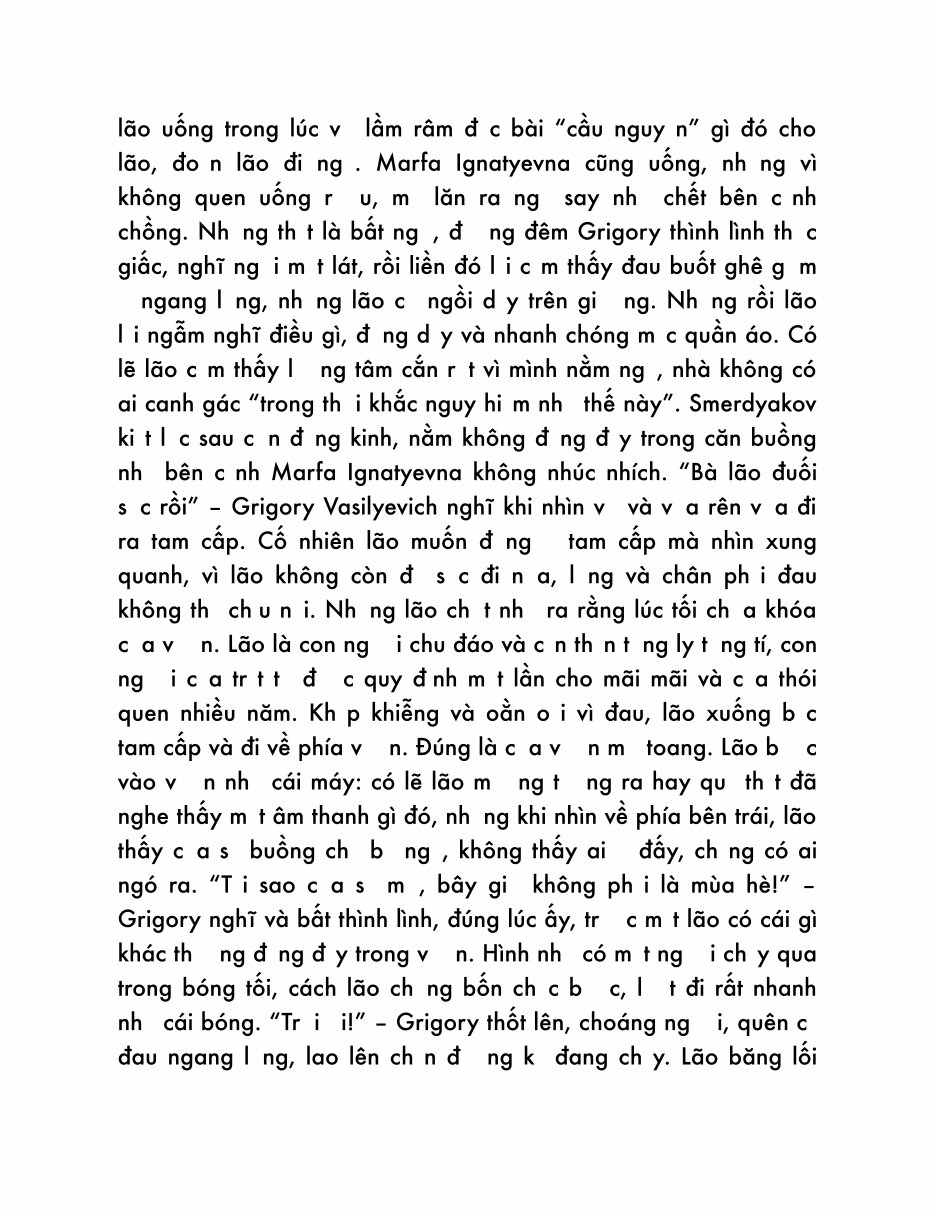 lão uống trong lúc v lầm râm đ c bài “cầu nguy n” gì đó cho
lão, đo n lão đi ng . Marfa Ignatyevna cũng uống, nh ng vì
không quen uống r u, m lăn ra ng say nh chết bên c nh
chồng. Nh ng th t là bất ng , đ ng đêm Grigory thình lình th c
giấc, nghĩ ng i m t lát, rồi liền đó l i c m thấy đau buốt ghê g m
ngang l ng, nh ng lão c ngồi d y trên gi ng. Nh ng rồi lão
l i ngẫm nghĩ điều gì, đ ng d y và nhanh chóng m c quần áo. Có
lẽ lão c m thấy l ng tâm cắn r t vì mình nằm ng , nhà không có
ai canh gác “trong th i khắc nguy hi m nh thế này”. Smerdyakov
ki t l c sau c n đ ng kinh, nằm không đ ng đ y trong căn buồng
nh bên c nh Marfa Ignatyevna không nhúc nhích. “Bà lão đuối
s c rồi” – Grigory Vasilyevich nghĩ khi nhìn v và v a rên v a đi
ra tam cấp. Cố nhiên lão muốn đ ng tam cấp mà nhìn xung
quanh, vì lão không còn đ s c đi n a, l ng và chân ph i đau
không th ch u n i. Nh ng lão ch t nh ra rằng lúc tối ch a khóa
c a v n. Lão là con ng i chu đáo và c n th n t ng ly t ng tí, con
ng i c a tr t t đ c quy đ nh m t lần cho mãi mãi và c a thói
quen nhiều năm. Kh p khiễng và oằn o i vì đau, lão xuống b c
tam cấp và đi về phía v n. Đúng là c a v n m toang. Lão b c
vào v n nh cái máy: có lẽ lão m ng t ng ra hay qu th t đã
nghe thấy m t âm thanh gì đó, nh ng khi nhìn về phía bên trái, lão
thấy c a s buồng ch b ng , không thấy ai đấy, ch ng có ai
ngó ra. “T i sao c a s m , bây gi không ph i là mùa hè!” –
Grigory nghĩ và bất thình lình, đúng lúc ấy, tr c m t lão có cái gì
khác th ng đ ng đ y trong v n. Hình nh có m t ng i ch y qua
trong bóng tối, cách lão ch ng bốn ch c b c, l t đi rất nhanh
nh cái bóng. “Tr i i!” – Grigory thốt lên, choáng ng i, quên c
đau ngang l ng, lao lên ch n đ ng k đang ch y. Lão băng lối